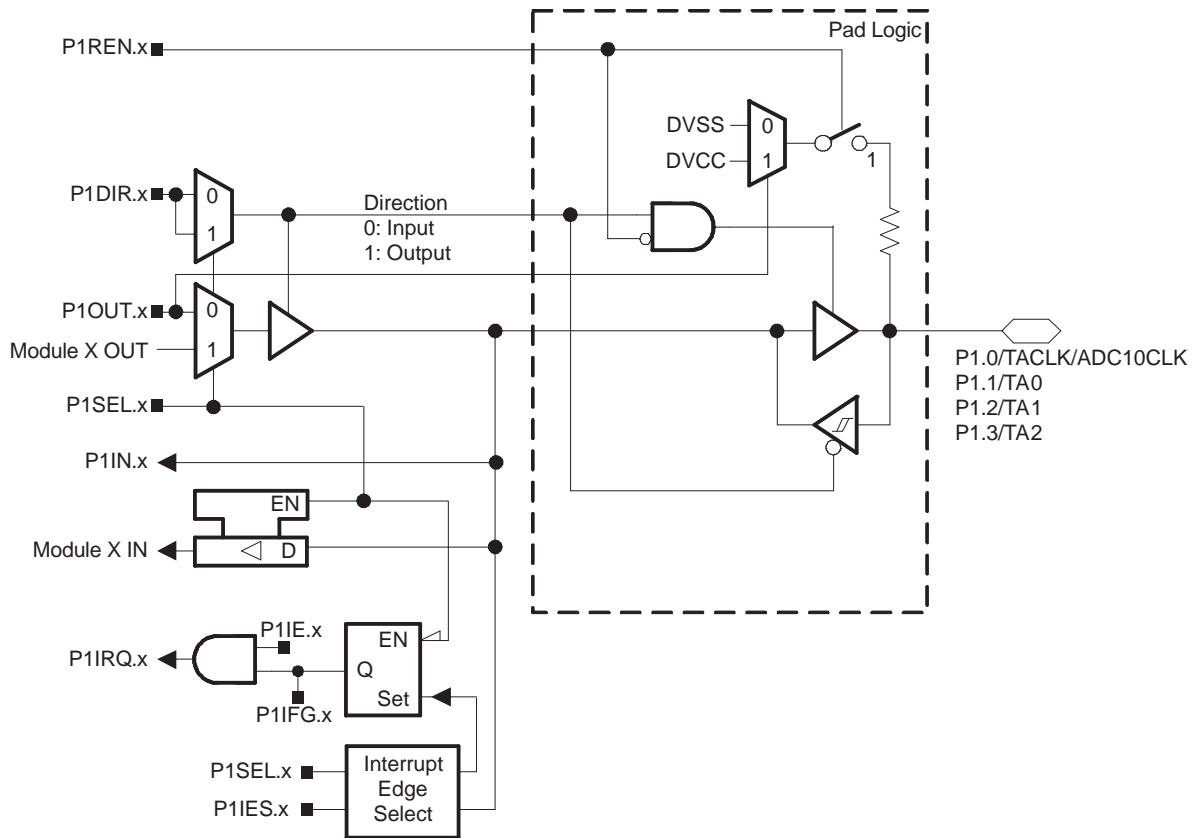 Pad Logic
P1REN.x
DVSS
0
DVCC
1
1
P1DIR.x
0
1
Direction
0: Input
1: Output
P1OUT.x
0
Module X OUT
1
P1.0/TACLK/ADC10CLK
P1.1/TA0
P1.2/TA1
P1.3/TA2
P1SEL.x
P1IN.x
EN
Module X IN
D
P1IE.x
EN
P1IRQ.x
Q
Set
P1IFG.x
P1SEL.x
P1IES.x
Interrupt
Edge
Select